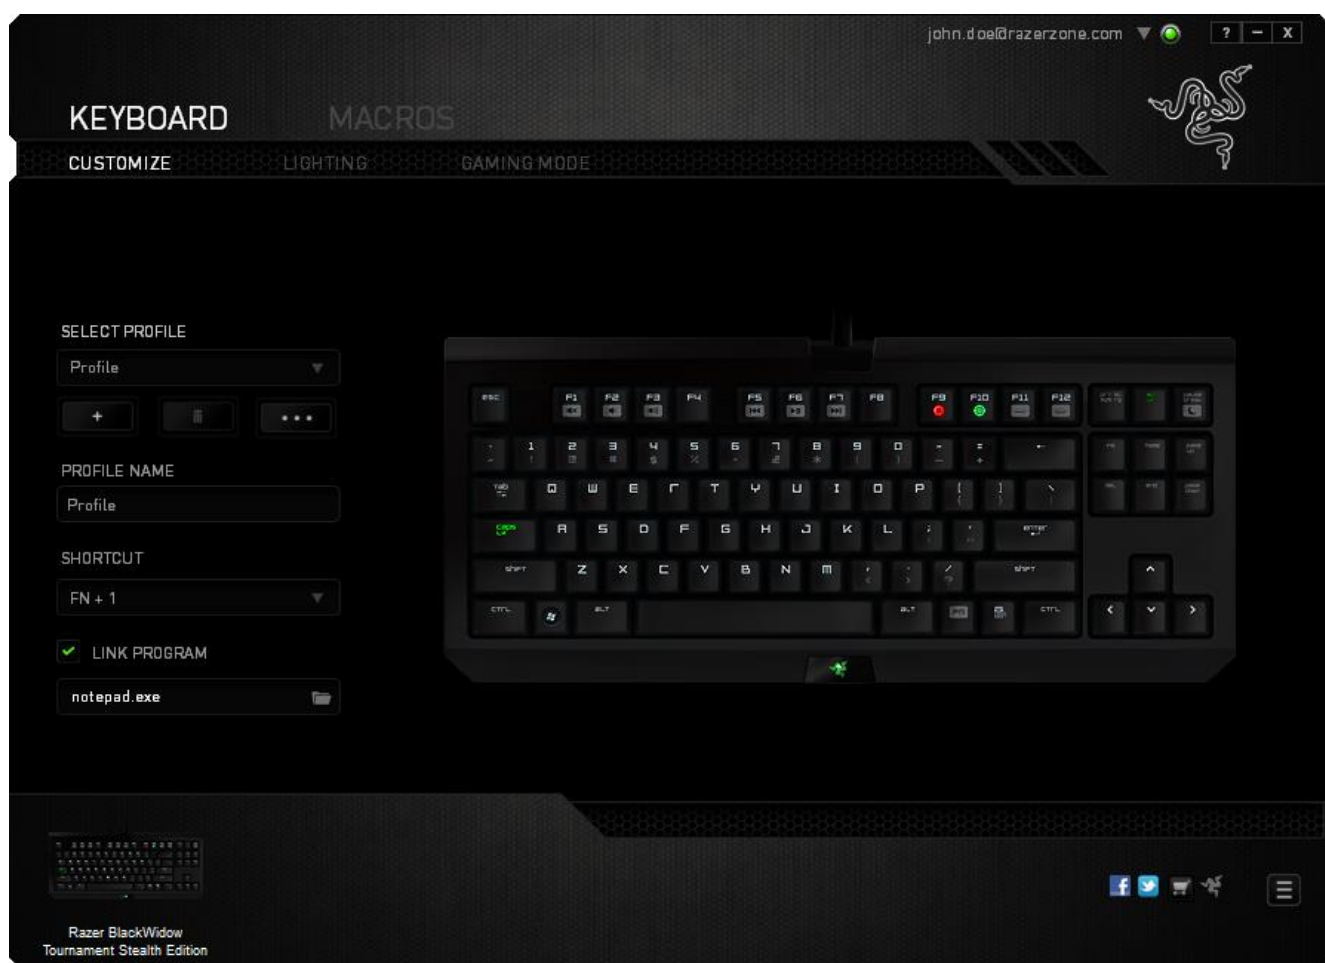 john.doe@razerzone.com
? – X
KEYBOARD MACROS
CUSTOMIZE LIGHTING GAMING MODE
SELECT PROFILE
Profile
+ •••
PROFILE NAME
Profile
SHORTCUT
FN + 1
LINK PROGRAM
notepad.exe
esc F1 F2 F3 F4 F5 F6 F7 F8 F9 F10 F11 F12
1 2 3 4 5 6 7 8 9 0 - =
Tab Q W E r T Y U I O P [ ] \
caps A S D F G H J K L ; '
enter
shift Z X C V B N m , . / shift
CTRL ALT ALT FN CTRL
Razer BlackWidow
Tournament Stealth Edition